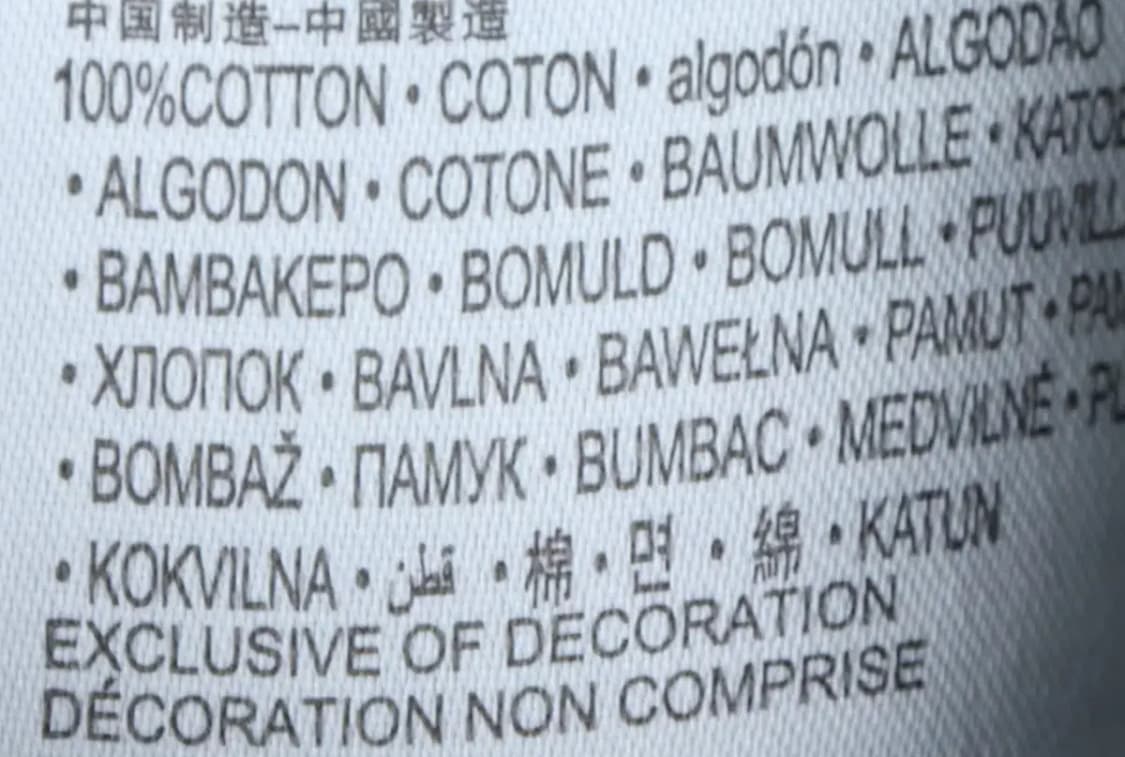 中国制造–中國製造
100%COTTON • COTON • algodón • ALGODÃO
• ALGODON • COTONE • BAUMWOLLE •
• BAMBAKEPO • BOMULD • BOMULL •
• ХЛОПОК • BAVLNA • BAWEŁNA • PAMUT •
• BOMBAŽ • ПАМУК • BUMBAC • MEDVILNĖ •
• KOKVILNA • قطن • 棉 • 면 • 綿 • KATUN
EXCLUSIVE OF DECORATION
DÉCORATION NON COMPRISE